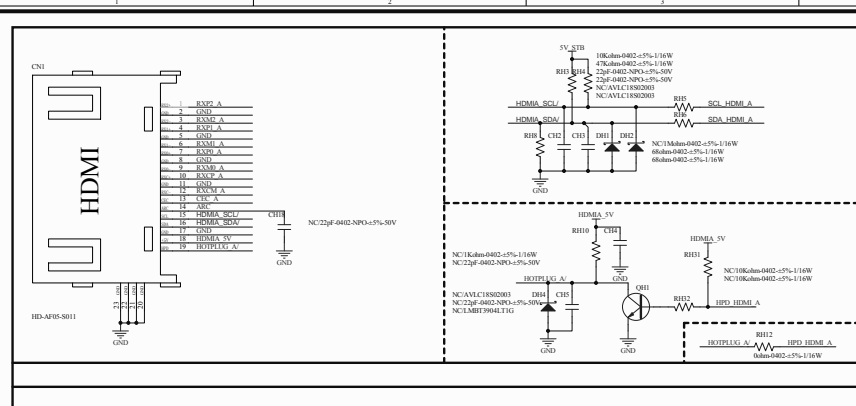 1 2 3
CN1
HDMI
1 RXP2_A
2 GND
3 RXM2_A
4 RXP1_A
5 GND
6 RXM1_A
7 RXP0_A
8 GND
9 RXM0_A
10 RXCP_A
11 GND
12 RXCM_A
13 CEC_A
14 ARC
15 HDMIA_SCL/
16 HDMIA_SDA/
17 GND
18 HDMIA_5V
19 HOTPLUG_A/
CH18
NC/22pF-0402-NPO-±5%-50V
GND
23 22 21 20
HD-AF05-S011
GND
5V_STB
10Kohm-0402-±5%-1/16W
47Kohm-0402-±5%-1/16W
22pF-0402-NPO-±5%-50V
22pF-0402-NPO-±5%-50V
NC/AVLC18S02003
NC/AVLC18S02003
RH3 RH4
HDMIA_SCL/ RH5 SCL_HDMI_A
HDMIA_SDA/ RH6 SDA_HDMI_A
RH8 CH2 CH3 DH1 DH2
NC/1Mohm-0402-±5%-1/16W
68ohm-0402-±5%-1/16W
68ohm-0402-±5%-1/16W
GND
HDMIA_5V
RH10 CH4
GND
NC/1Kohm-0402-±5%-1/16W
NC/22pF-0402-NPO-±5%-50V
HOTPLUG_A/
NC/AVLC18S02003
NC/22pF-0402-NPO-±5%-50V
NC/LMBT3904LT1G
DH4 CH5
QH1
GND GND
HDMIA_5V
RH31
NC/10Kohm-0402-±5%-1/16W
NC/10Kohm-0402-±5%-1/16W
RH32
HPD_HDMI_A
RH12
HOTPLUG_A/ HPD_HDMI_A
0ohm-0402-±5%-1/16W